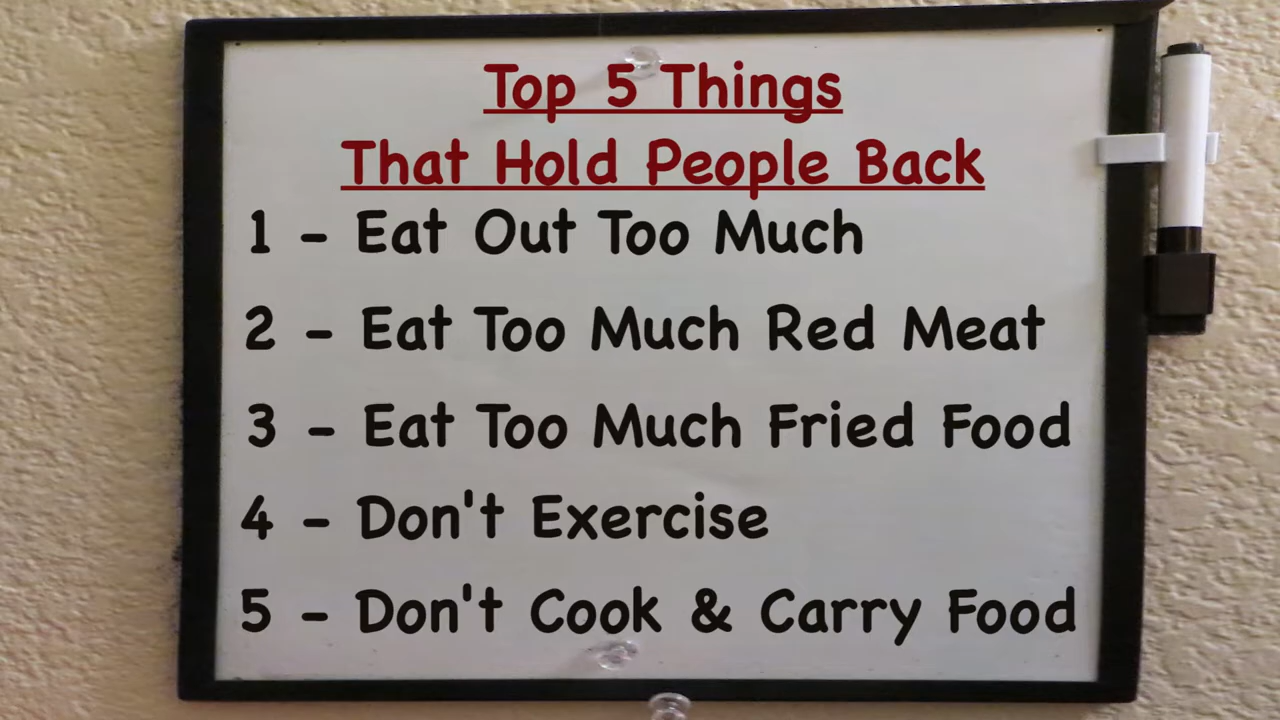 Top 5 Things
That Hold People Back
1 - Eat Out Too Much
2 - Eat Too Much Red Meat
3 - Eat Too Much Fried Food
4 - Don't Exercise
5 - Don't Cook & Carry Food